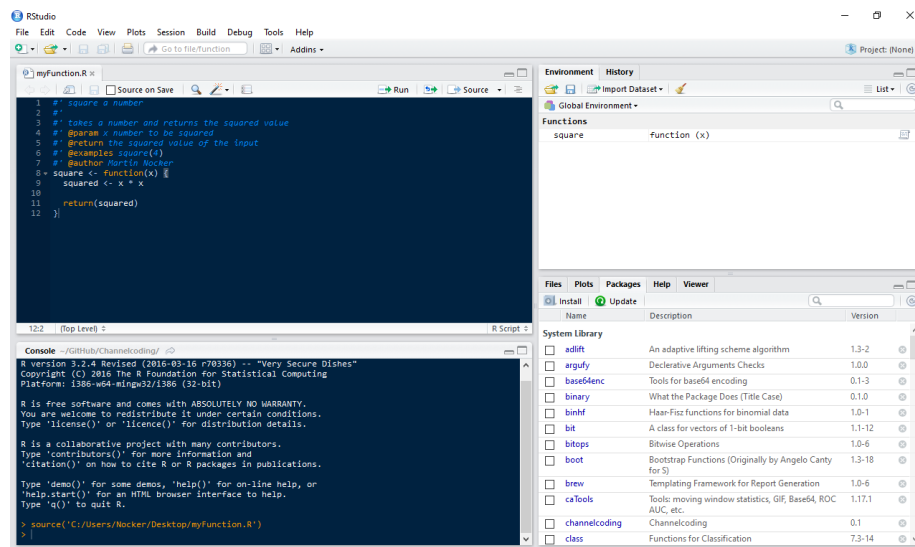 RStudio
File Edit Code View Plots Session Build Debug Tools Help
Go to file/function Addins Project: (None)
myFunction.R
Source on Save Run Source
1 #' square a number
2 #'
3 #' takes a number and returns the squared value
4 #' @param x number to be squared
5 #' @return the squared value of the input
6 #' @examples square(4)
7 #' @author Martin Nocker
8 square <- function(x) {
9 squared <- x * x
10
11 return(squared)
12 }
12:2 (Top Level) R Script
Console ~/GitHub/Channelcoding/
R version 3.2.4 Revised (2016-03-16 r70336) -- "Very Secure Dishes"
Copyright (C) 2016 The R Foundation for Statistical Computing
Platform: i386-w64-mingw32/i386 (32-bit)
R is free software and comes with ABSOLUTELY NO WARRANTY.
You are welcome to redistribute it under certain conditions.
Type 'license()' or 'licence()' for distribution details.
R is a collaborative project with many contributors.
Type 'contributors()' for more information and
'citation()' on how to cite R or R packages in publications.
Type 'demo()' for some demos, 'help()' for on-line help, or
'help.start()' for an HTML browser interface to help.
Type 'q()' to quit R.
> source('C:/Users/Nocker/Desktop/myFunction.R')
>
Environment History
Import Dataset List
Global Environment
Functions
square function (x)
Files Plots Packages Help Viewer
Install Update
Name Description Version
System Library
adlift An adaptive lifting scheme algorithm 1.3-2
argufy Declerative Arguments Checks 1.0.0
base64enc Tools for base64 encoding 0.1-3
binary What the Package Does (Title Case) 0.1.0
binhf Haar-Fisz functions for binomial data 1.0-1
bit A class for vectors of 1-bit booleans 1.1-12
bitops Bitwise Operations 1.0-6
boot Bootstrap Functions (Originally by Angelo Canty 1.3-18
for S)
brew Templating Framework for Report Generation 1.0-6
caTools Tools: moving window statistics, GIF, Base64, ROC 1.17.1
AUC, etc.
channelcoding Channelcoding 0.1
class Functions for Classification 7.3-14